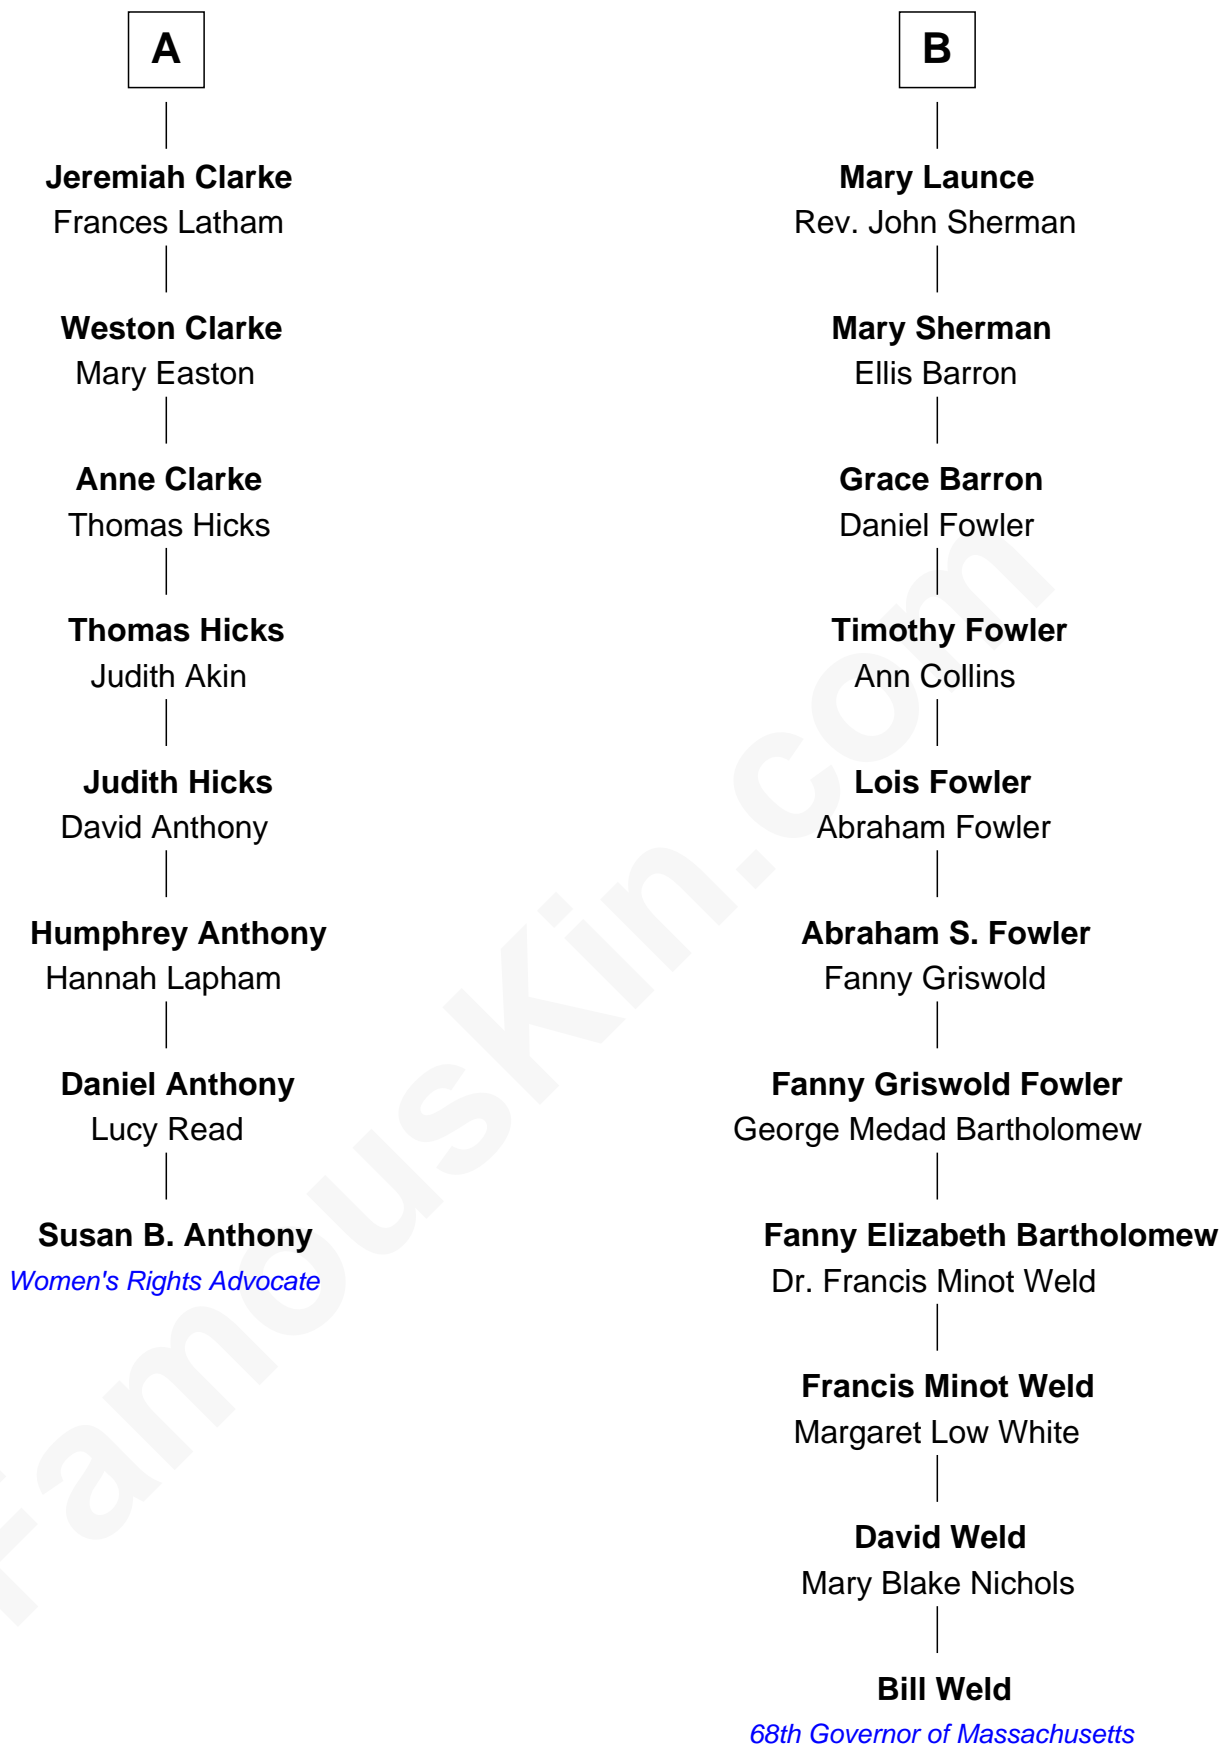 A
Jeremiah Clarke
Frances Latham
Weston Clarke
Mary Easton
Anne Clarke
Thomas Hicks
Thomas Hicks
Judith Akin
Judith Hicks
David Anthony
Humphrey Anthony
Hannah Lapham
Daniel Anthony
Lucy Read
Susan B. Anthony
Women's Rights Advocate
B
Mary Launce
Rev. John Sherman
Mary Sherman
Ellis Barron
Grace Barron
Daniel Fowler
Timothy Fowler
Ann Collins
Lois Fowler
Abraham Fowler
Abraham S. Fowler
Fanny Griswold
Fanny Griswold Fowler
George Medad Bartholomew
Fanny Elizabeth Bartholomew
Dr. Francis Minot Weld
Francis Minot Weld
Margaret Low White
David Weld
Mary Blake Nichols
Bill Weld
68th Governor of Massachusetts
FamousKin.com